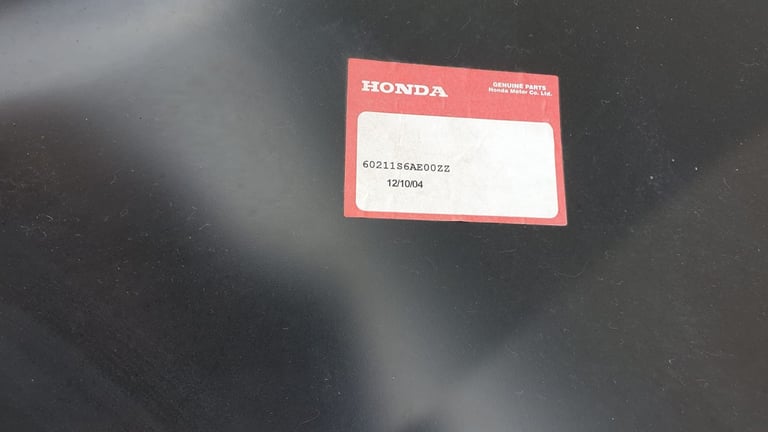 HONDA
GENUINE PARTS
Honda Motor Co. Ltd.
60211S6AE00ZZ
12/10/04